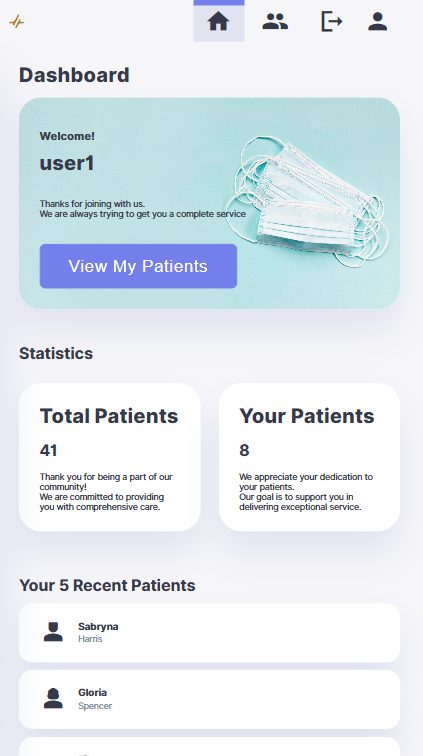 Dashboard
Welcome!
user1
Thanks for joining with us.
We are always trying to get you a complete service
View My Patients
Statistics
Total Patients
41
Thank you for being a part of our
community!
We are committed to providing
you with comprehensive care.
Your Patients
8
We appreciate your dedication to
your patients.
Our goal is to support you in
delivering exceptional service.
Your 5 Recent Patients
Sabryna
Harris
Gloria
Spencer